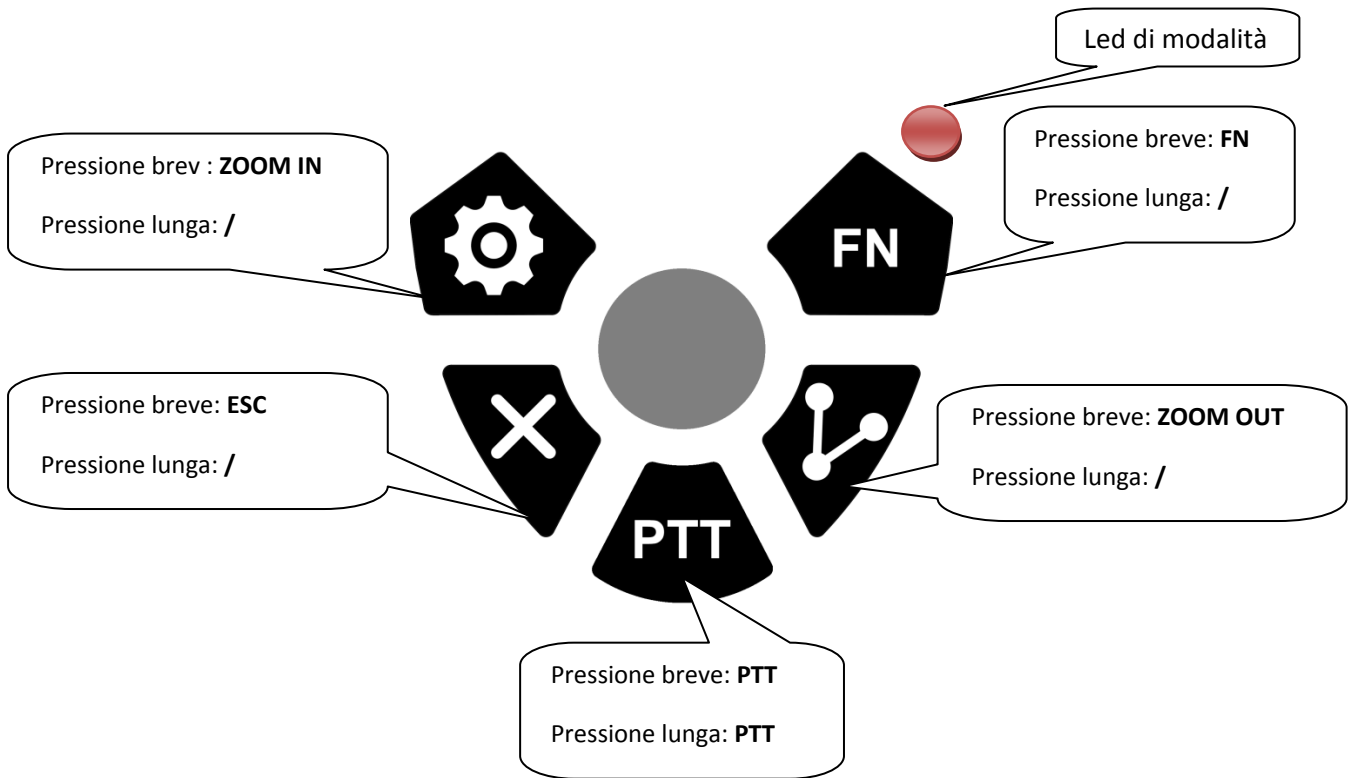 Led di modalità
Pressione brev : ZOOM IN
Pressione lunga: /
Pressione breve: FN
Pressione lunga: /
FN
Pressione breve: ESC
Pressione lunga: /
Pressione breve: ZOOM OUT
Pressione lunga: /
PTT
Pressione breve: PTT
Pressione lunga: PTT